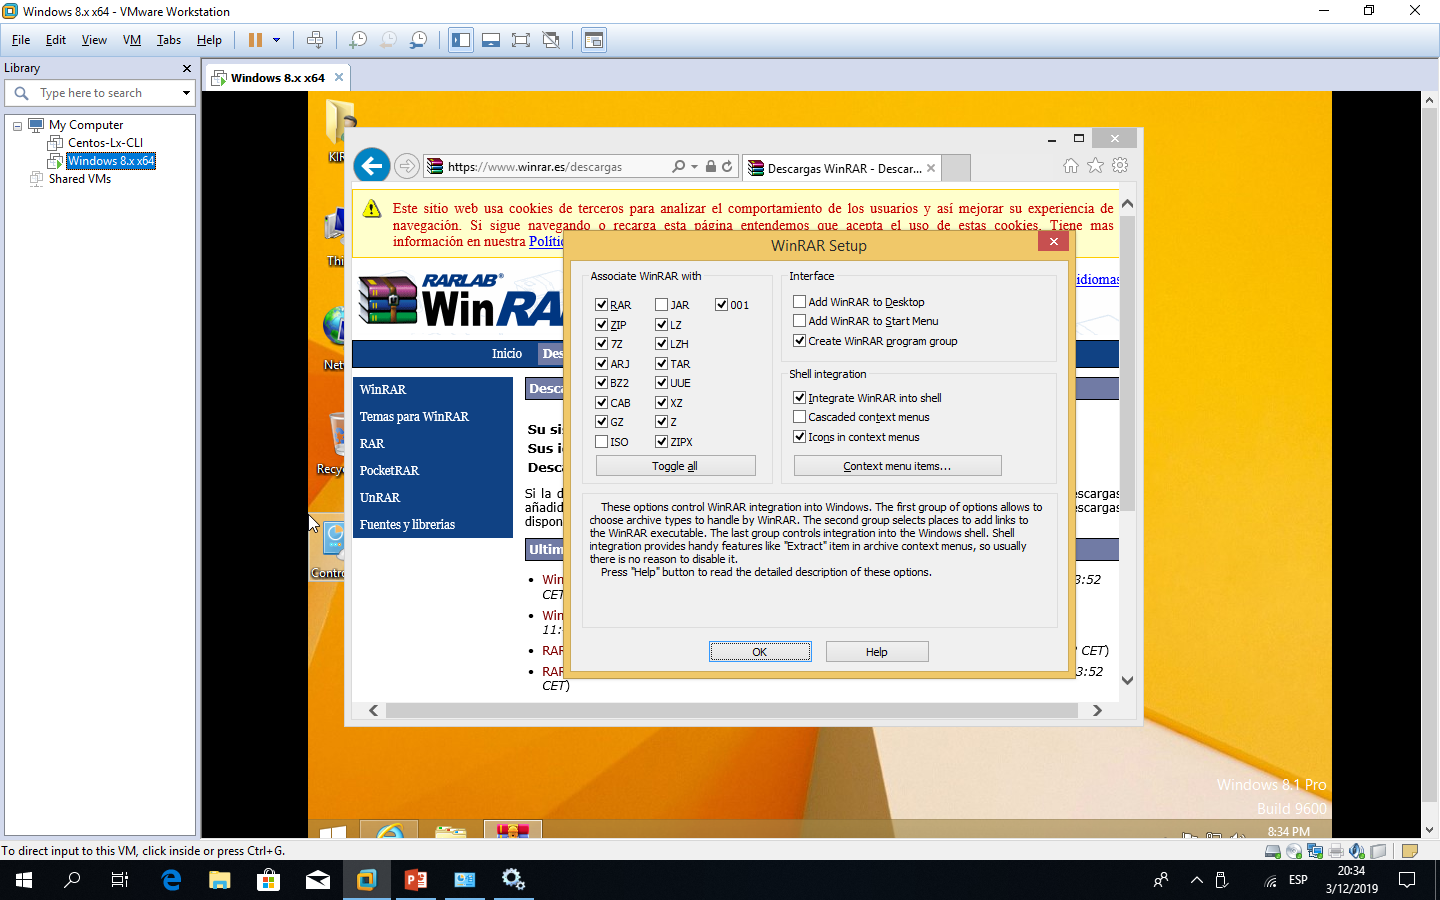 Windows 8.x x64 - VMware Workstation
File Edit View VM Tabs Help
Library
Type here to search
My Computer
Centos-Lx-CLI
Windows 8.x x64
Shared VMs
Windows 8.x x64
https://www.winrar.es/descargas
Descargas WinRAR - Descar...
Este sitio web usa cookies de terceros para analizar el comportamiento de los usuarios y así mejorar su experiencia de
navegación. Si sigue navegando o recarga esta página entendemos que acepta el uso de estas cookies. Tiene mas
información en nuestra
idiomas
RARLAB®
Inicio
WinRAR
Temas para WinRAR
RAR
PocketRAR
UnRAR
Fuentes y librerias
Si la
CET)
11:
CET)
3:52
CET)
3:52
WinRAR Setup
Associate WinRAR with
RAR JAR 001
ZIP LZ
7Z LZH
ARJ TAR
BZ2 UUE
CAB XZ
GZ Z
ISO ZIPX
Toggle all
Interface
Add WinRAR to Desktop
Add WinRAR to Start Menu
Create WinRAR program group
Shell integration
Integrate WinRAR into shell
Cascaded context menus
Icons in context menus
Context menu items...
These options control WinRAR integration into Windows. The first group of options allows to
choose archive types to handle by WinRAR. The second group selects places to add links to
the WinRAR executable. The last group controls integration into the Windows shell. Shell
integration provides handy features like "Extract" item in archive context menus, so usually
there is no reason to disable it.
Press "Help" button to read the detailed description of these options.
OK Help
Windows 8.1 Pro
Build 9600
8:34 PM
To direct input to this VM, click inside or press Ctrl+G.
ESP
20:34
3/12/2019